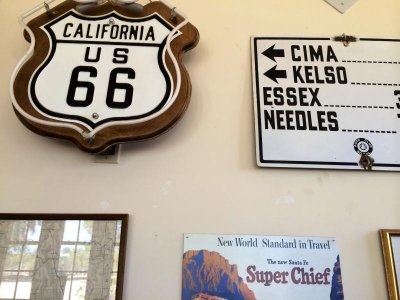 CALIFORNIA
US
66
CIMA
KELSO
ESSEX
NEEDLES
New World Standard in Travel
The new Santa Fe
Super Chief